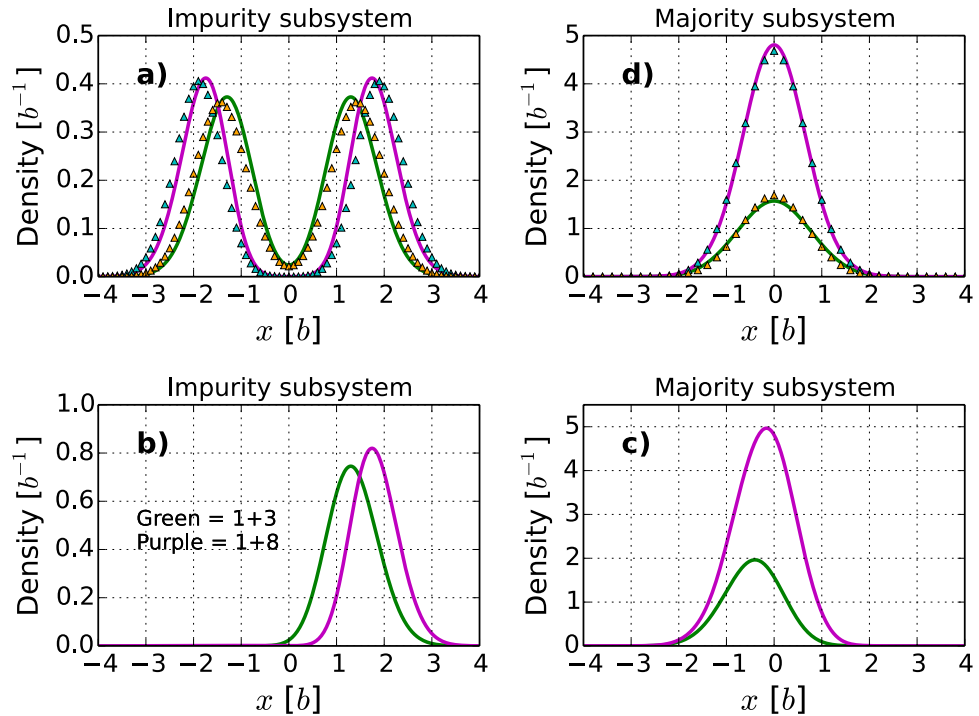 Impurity subsystem
a)
Density [b⁻¹]
0.5
0.4
0.3
0.2
0.1
0.0
−4 −3 −2 −1 0 1 2 3 4
x [b]
Majority subsystem
d)
Density [b⁻¹]
5
4
3
2
1
0
−4 −3 −2 −1 0 1 2 3 4
x [b]
Impurity subsystem
b)
Density [b⁻¹]
1.0
0.8
0.6
0.4
0.2
0.0
Green = 1+3
Purple = 1+8
−4 −3 −2 −1 0 1 2 3 4
x [b]
Majority subsystem
c)
Density [b⁻¹]
5
4
3
2
1
0
−4 −3 −2 −1 0 1 2 3 4
x [b]